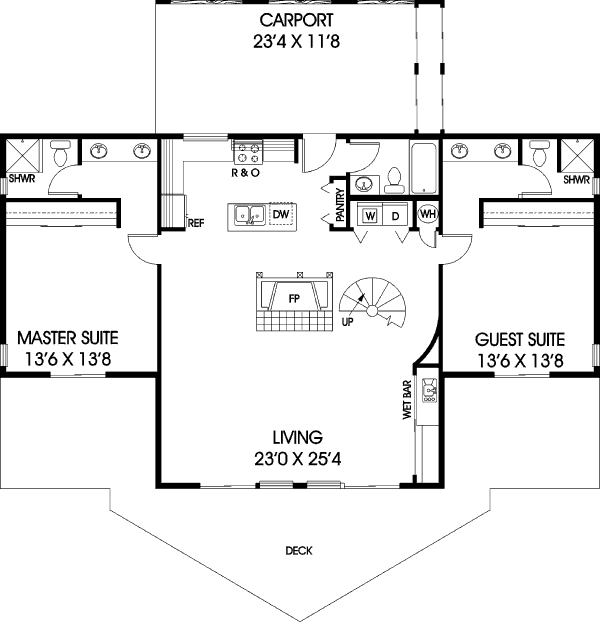 CARPORT
23'4 X 11'8
SHWR
R & O
PANTRY
SHWR
REF
DW
W
D
WH
FP
UP
MASTER SUITE
13'6 X 13'8
GUEST SUITE
13'6 X 13'8
WET BAR
LIVING
23'0 X 25'4
DECK